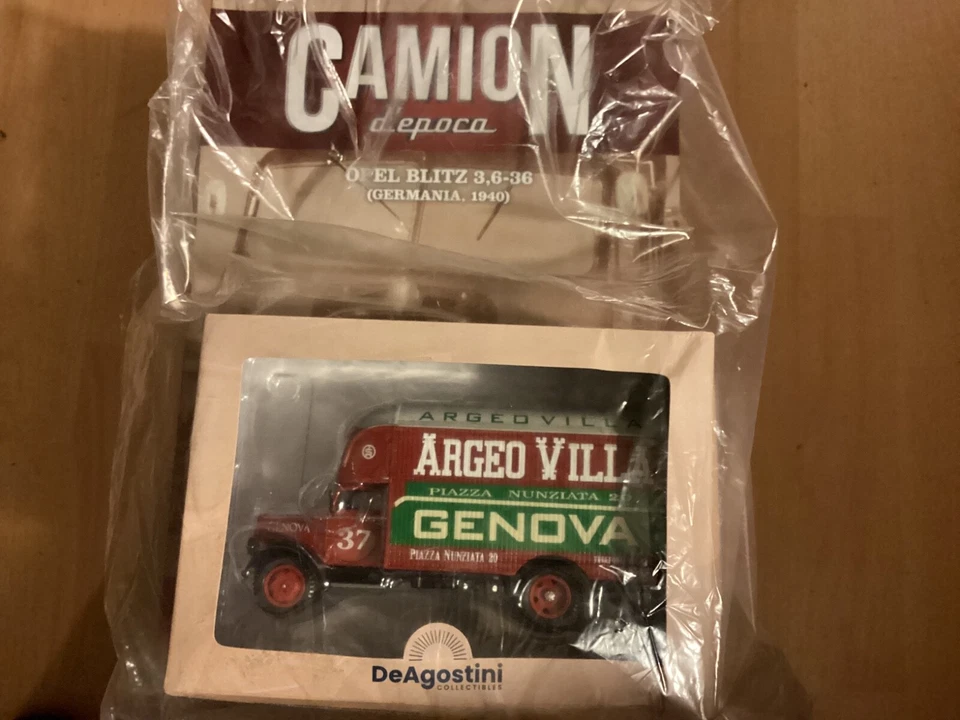 CAMION
d'epoca
OPEL BLITZ 3,6-36
(GERMANIA, 1940)
ARGEO VILLA
ARGEO VILLA
PIAZZA NUNZIATA 20
GENOVA
GENOVA
37
PIAZZA NUNZIATA 20
DeAgostini
COLLECTIBLES